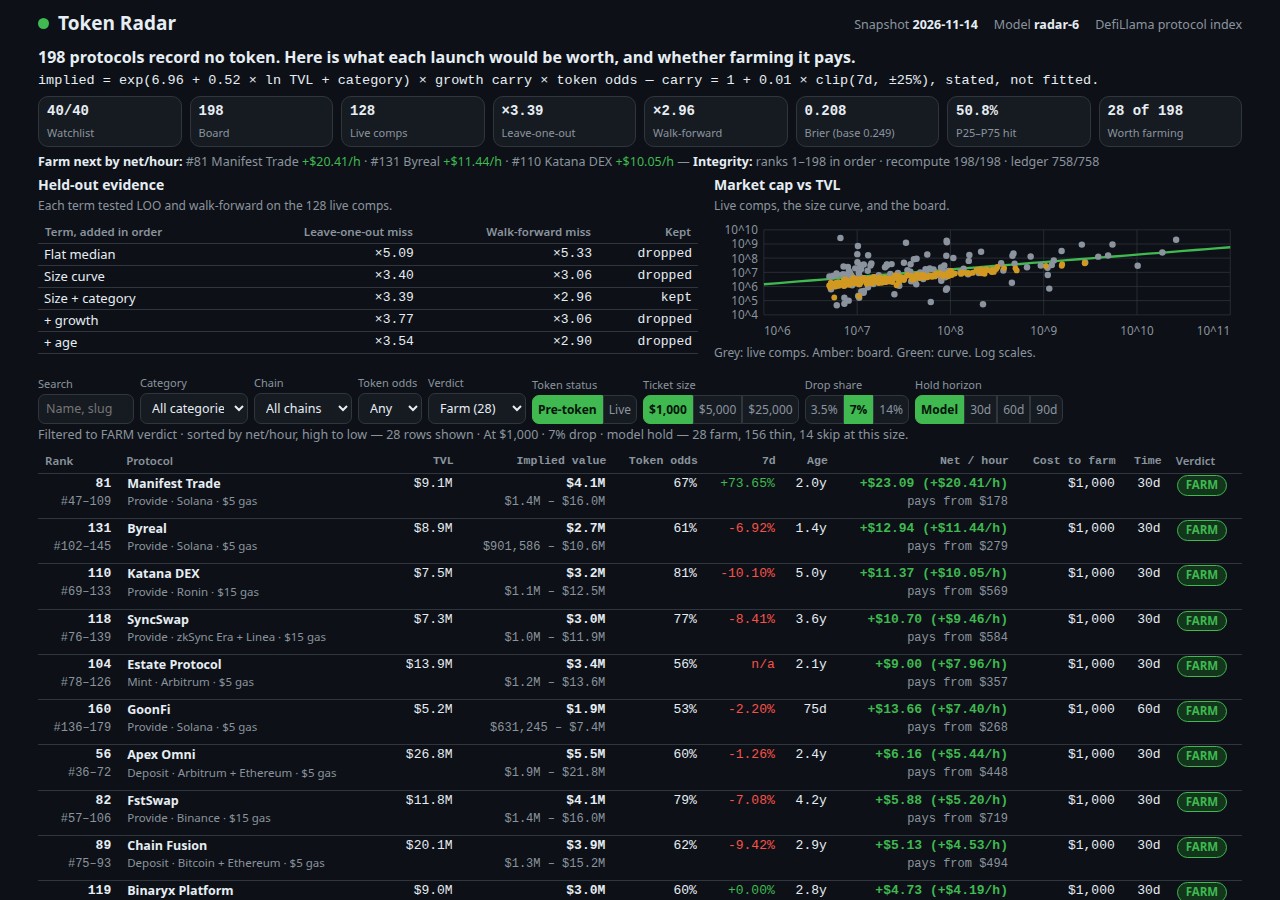 Token Radar
Snapshot 2026-11-14 Model radar-6 DefiLlama protocol index
198 protocols record no token. Here is what each launch would be worth, and whether farming it pays.
implied = exp(6.96 + 0.52 × ln TVL + category) × growth carry × token odds — carry = 1 + 0.01 × clip(7d, ±25%), stated, not fitted.
40/40 198 128 ×3.39 ×2.96 0.208 50.8% 28 of 198
Watchlist Board Live comps Leave-one-out Walk-forward Brier (base 0.249) P25–P75 hit Worth farming
Farm next by net/hour: #81 Manifest Trade +$20.41/h · #131 Byreal +$11.44/h · #110 Katana DEX +$10.05/h — Integrity: ranks 1–198 in order · recompute 198/198 · ledger 758/758
Held-out evidence
Each term tested LOO and walk-forward on the 128 live comps.
Term, added in order Leave-one-out miss Walk-forward miss Kept
Flat median ×5.09 ×5.33 dropped
Size curve ×3.40 ×3.06 dropped
Size + category ×3.39 ×2.96 kept
+ growth ×3.77 ×3.06 dropped
+ age ×3.54 ×2.90 dropped
Market cap vs TVL
Live comps, the size curve, and the board.
10^10
10^9
10^8
10^7
10^6
10^5
10^4
10^6 10^7 10^8 10^9 10^10 10^11
Grey: live comps. Amber: board. Green: curve. Log scales.
Search Category Chain Token odds Verdict Token status Ticket size Drop share Hold horizon
Name, slug All categorie All chains Any Farm (28) Pre-token Live $1,000 $5,000 $25,000 3.5% 7% 14% Model 30d 60d 90d
Filtered to FARM verdict · sorted by net/hour, high to low — 28 rows shown · At $1,000 · 7% drop · model hold — 28 farm, 156 thin, 14 skip at this size.
Rank Protocol TVL Implied value Token odds 7d Age Net / hour Cost to farm Time Verdict
81 Manifest Trade $9.1M $4.1M 67% +73.65% 2.0y +$23.09 (+$20.41/h) $1,000 30d FARM
#47–109 Provide · Solana · $5 gas $1.4M – $16.0M pays from $178
131 Byreal $8.9M $2.7M 61% -6.92% 1.4y +$12.94 (+$11.44/h) $1,000 30d FARM
#102–145 Provide · Solana · $5 gas $901,586 – $10.6M pays from $279
110 Katana DEX $7.5M $3.2M 81% -10.10% 5.0y +$11.37 (+$10.05/h) $1,000 30d FARM
#69–133 Provide · Ronin · $15 gas $1.1M – $12.5M pays from $569
118 SyncSwap $7.3M $3.0M 77% -8.41% 3.6y +$10.70 (+$9.46/h) $1,000 30d FARM
#76–139 Provide · zkSync Era + Linea · $15 gas $1.0M – $11.9M pays from $584
104 Estate Protocol $13.9M $3.4M 56% n/a 2.1y +$9.00 (+$7.96/h) $1,000 30d FARM
#78–126 Mint · Arbitrum · $5 gas $1.2M – $13.6M pays from $357
160 GoonFi $5.2M $1.9M 53% -2.20% 75d +$13.66 (+$7.40/h) $1,000 60d FARM
#136–179 Provide · Solana · $5 gas $631,245 – $7.4M pays from $268
56 Apex Omni $26.8M $5.5M 60% -1.26% 2.4y +$6.16 (+$5.44/h) $1,000 30d FARM
#36–72 Deposit · Arbitrum + Ethereum · $5 gas $1.9M – $21.8M pays from $448
82 FstSwap $11.8M $4.1M 79% -7.08% 4.2y +$5.88 (+$5.20/h) $1,000 30d FARM
#57–106 Provide · Binance · $15 gas $1.4M – $16.0M pays from $719
89 Chain Fusion $20.1M $3.9M 62% -9.42% 2.9y +$5.13 (+$4.53/h) $1,000 30d FARM
#75–93 Deposit · Bitcoin + Ethereum · $5 gas $1.3M – $15.2M pays from $494
119 Binaryx Platform $9.0M $3.0M 60% +0.00% 2.8y +$4.73 (+$4.19/h) $1,000 30d FARM